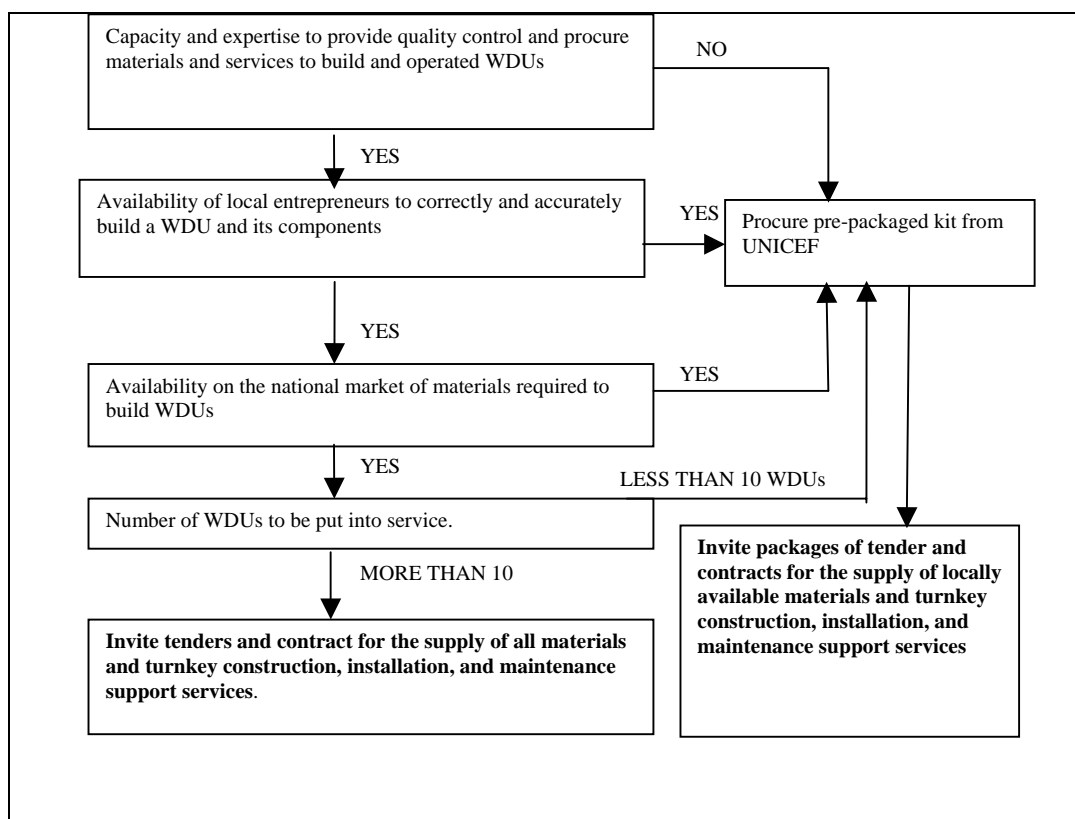 Capacity and expertise to provide quality control and procure
materials and services to build and operated WDUs
NO
YES
Availability of local entrepreneurs to correctly and accurately
build a WDU and its components
YES
Procure pre-packaged kit from
UNICEF
YES
Availability on the national market of materials required to
build WDUs
YES
YES
LESS THAN 10 WDUs
Number of WDUs to be put into service.
MORE THAN 10
Invite packages of tender and
contracts for the supply of locally
available materials and turnkey
construction, installation, and
maintenance support services
Invite tenders and contract for the supply of all materials
and turnkey construction, installation, and maintenance
support services.